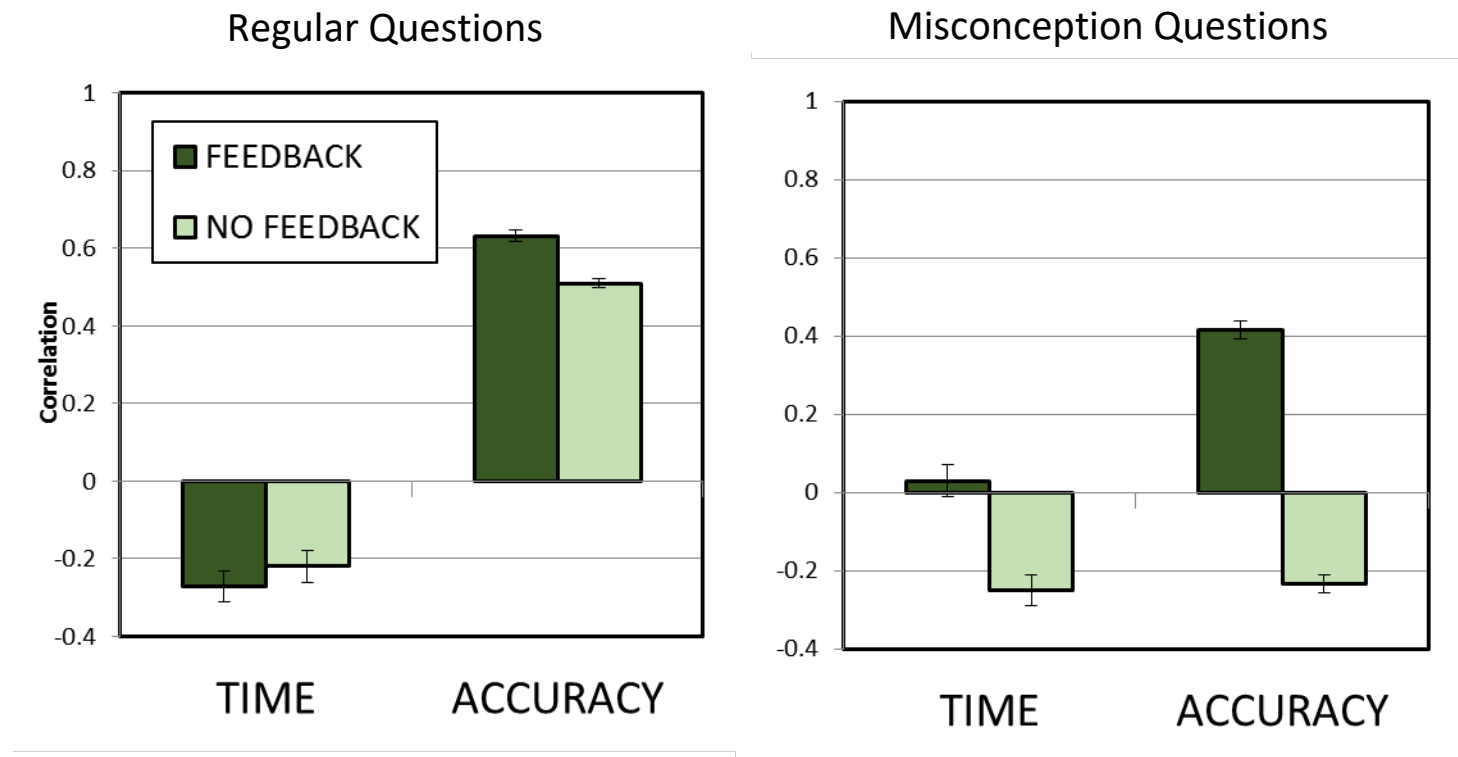 Regular Questions
1
0.8
0.6
0.4
0.2
0
-0.2
-0.4
Correlation
FEEDBACK
NO FEEDBACK
TIME ACCURACY
Misconception Questions
1
0.8
0.6
0.4
0.2
0
-0.2
-0.4
TIME ACCURACY